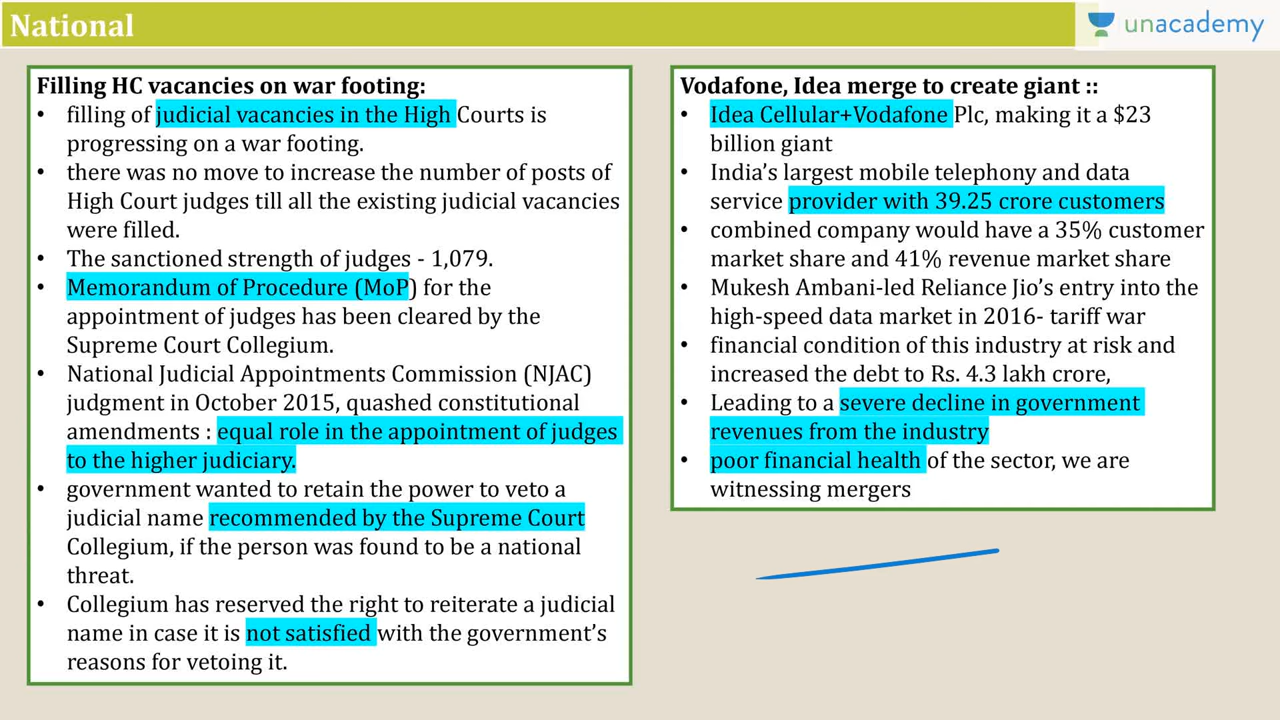 National
unacademy
Filling HC vacancies on war footing:
• filling of judicial vacancies in the High Courts is
progressing on a war footing.
• there was no move to increase the number of posts of
High Court judges till all the existing judicial vacancies
were filled.
• The sanctioned strength of judges - 1,079.
• Memorandum of Procedure (MoP) for the
appointment of judges has been cleared by the
Supreme Court Collegium.
• National Judicial Appointments Commission (NJAC)
judgment in October 2015, quashed constitutional
amendments : equal role in the appointment of judges
to the higher judiciary.
• government wanted to retain the power to veto a
judicial name recommended by the Supreme Court
Collegium, if the person was found to be a national
threat.
• Collegium has reserved the right to reiterate a judicial
name in case it is not satisfied with the government’s
reasons for vetoing it.
Vodafone, Idea merge to create giant ::
• Idea Cellular+Vodafone Plc, making it a $23
billion giant
• India’s largest mobile telephony and data
service provider with 39.25 crore customers
• combined company would have a 35% customer
market share and 41% revenue market share
• Mukesh Ambani-led Reliance Jio’s entry into the
high-speed data market in 2016- tariff war
• financial condition of this industry at risk and
increased the debt to Rs. 4.3 lakh crore,
• Leading to a severe decline in government
revenues from the industry
• poor financial health of the sector, we are
witnessing mergers